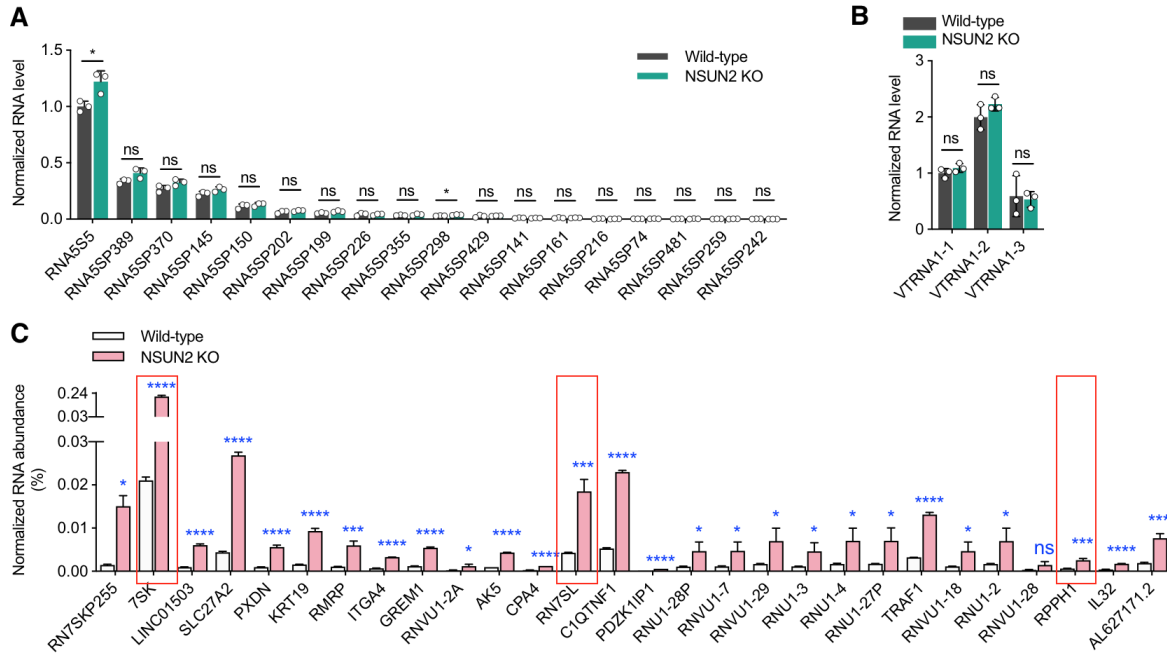 A
Normalized RNA level
1.5
1.0
0.5
0.0
Wild-type
NSUN2 KO
*
ns
ns
ns
ns
ns
ns
ns
ns
*
ns
ns
ns
ns
ns
ns
ns
ns
RNA5S5
RNA5SP389
RNA5SP370
RNA5SP145
RNA5SP150
RNA5SP202
RNA5SP199
RNA5SP226
RNA5SP355
RNA5SP298
RNA5SP429
RNA5SP141
RNA5SP161
RNA5SP216
RNA5SP74
RNA5SP481
RNA5SP259
RNA5SP242
B
Wild-type
NSUN2 KO
Normalized RNA level
3
2
1
0
ns
ns
ns
VTRNA1-1
VTRNA1-2
VTRNA1-3
C
Wild-type
NSUN2 KO
Normalized RNA abundance
(%)
0.24
0.03
0.03
0.02
0.01
0.00
*
****
****
****
****
****
***
****
****
*
****
****
***
****
****
*
*
*
*
*
*
****
*
*
ns
***
****
***
RN7SKP255
7SK
LINC01503
SLC27A2
PXDN
KRT19
RMRP
ITGA4
GREM1
RNVU1-2A
AK5
CPA4
RN7SL
C1QTNF1
PDZK1IP1
RNU1-28P
RNVU1-7
RNVU1-29
RNU1-3
RNU1-4
RNU1-27P
TRAF1
RNVU1-18
RNU1-2
RNVU1-28
RPPH1
IL32
AL627171.2